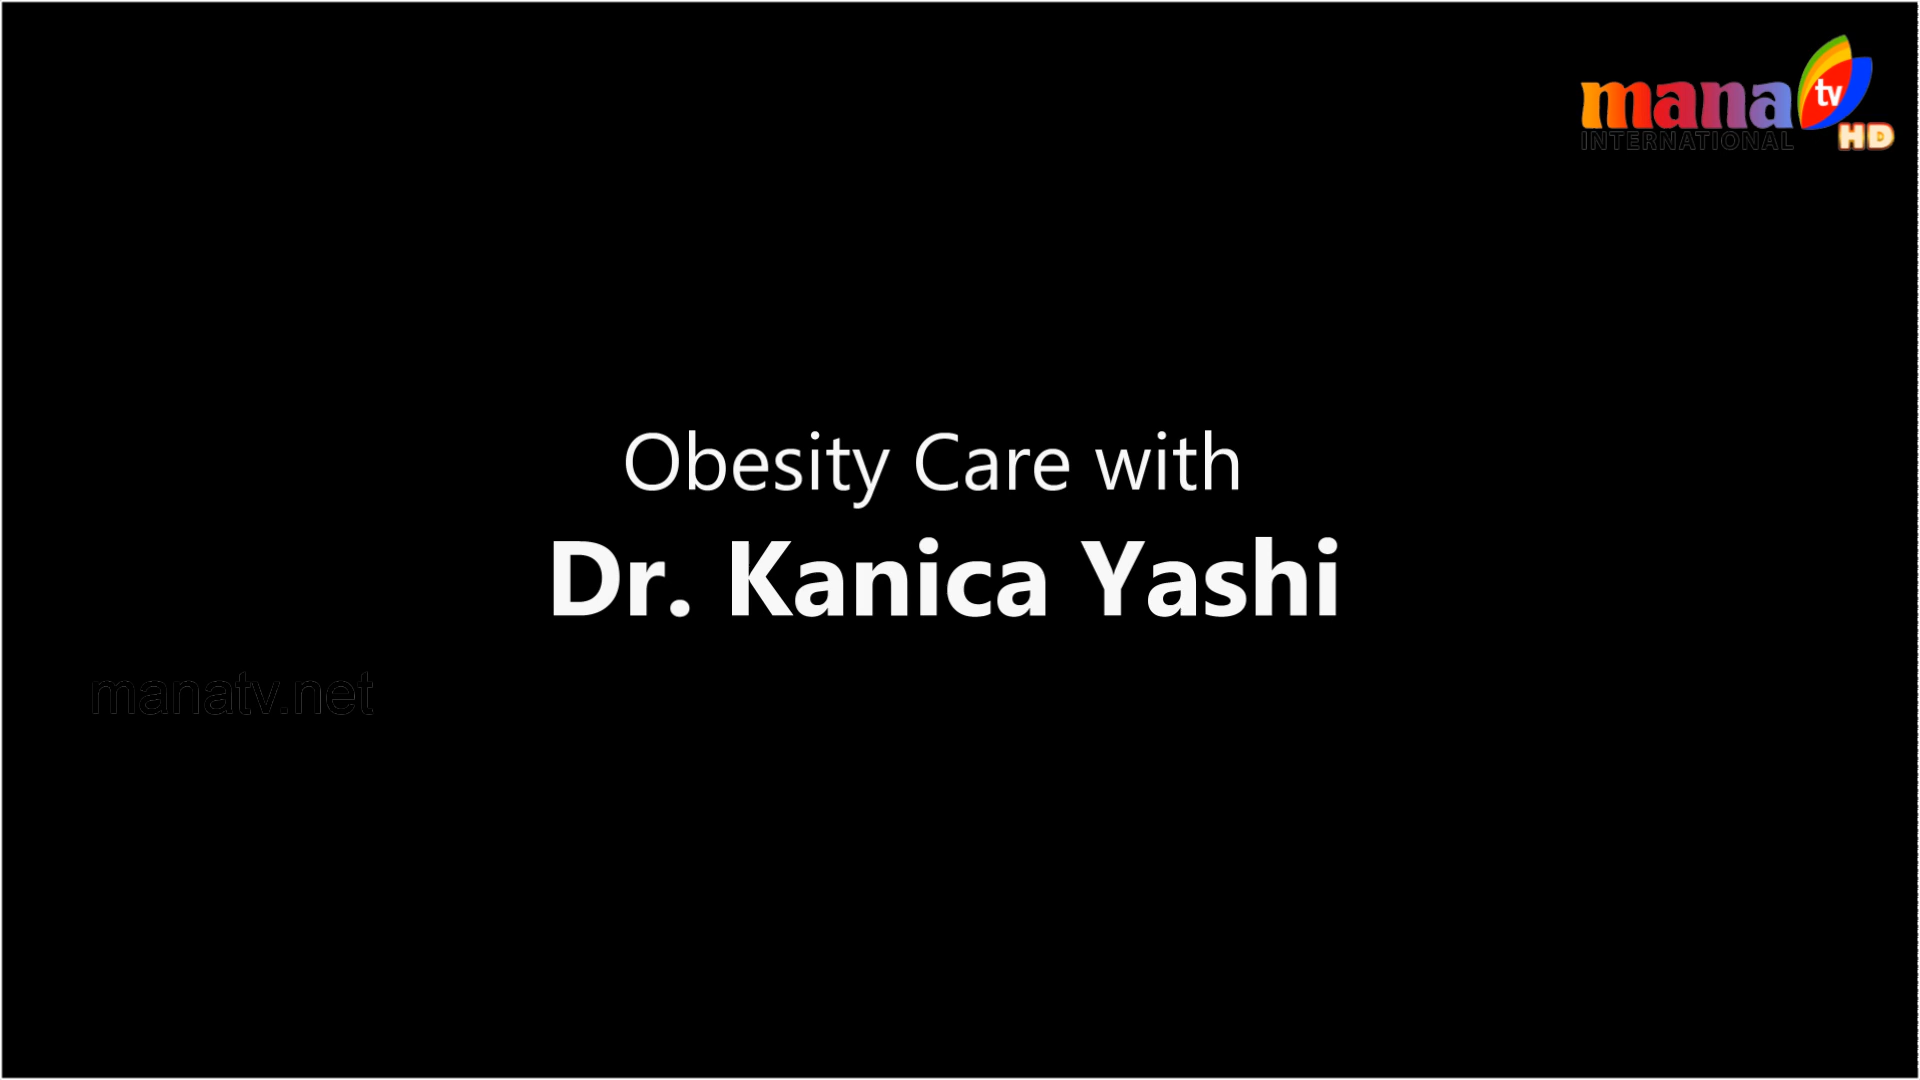 mana tv
INTERNATIONAL HD
Obesity Care with
Dr. Kanica Yashi
manatv.net